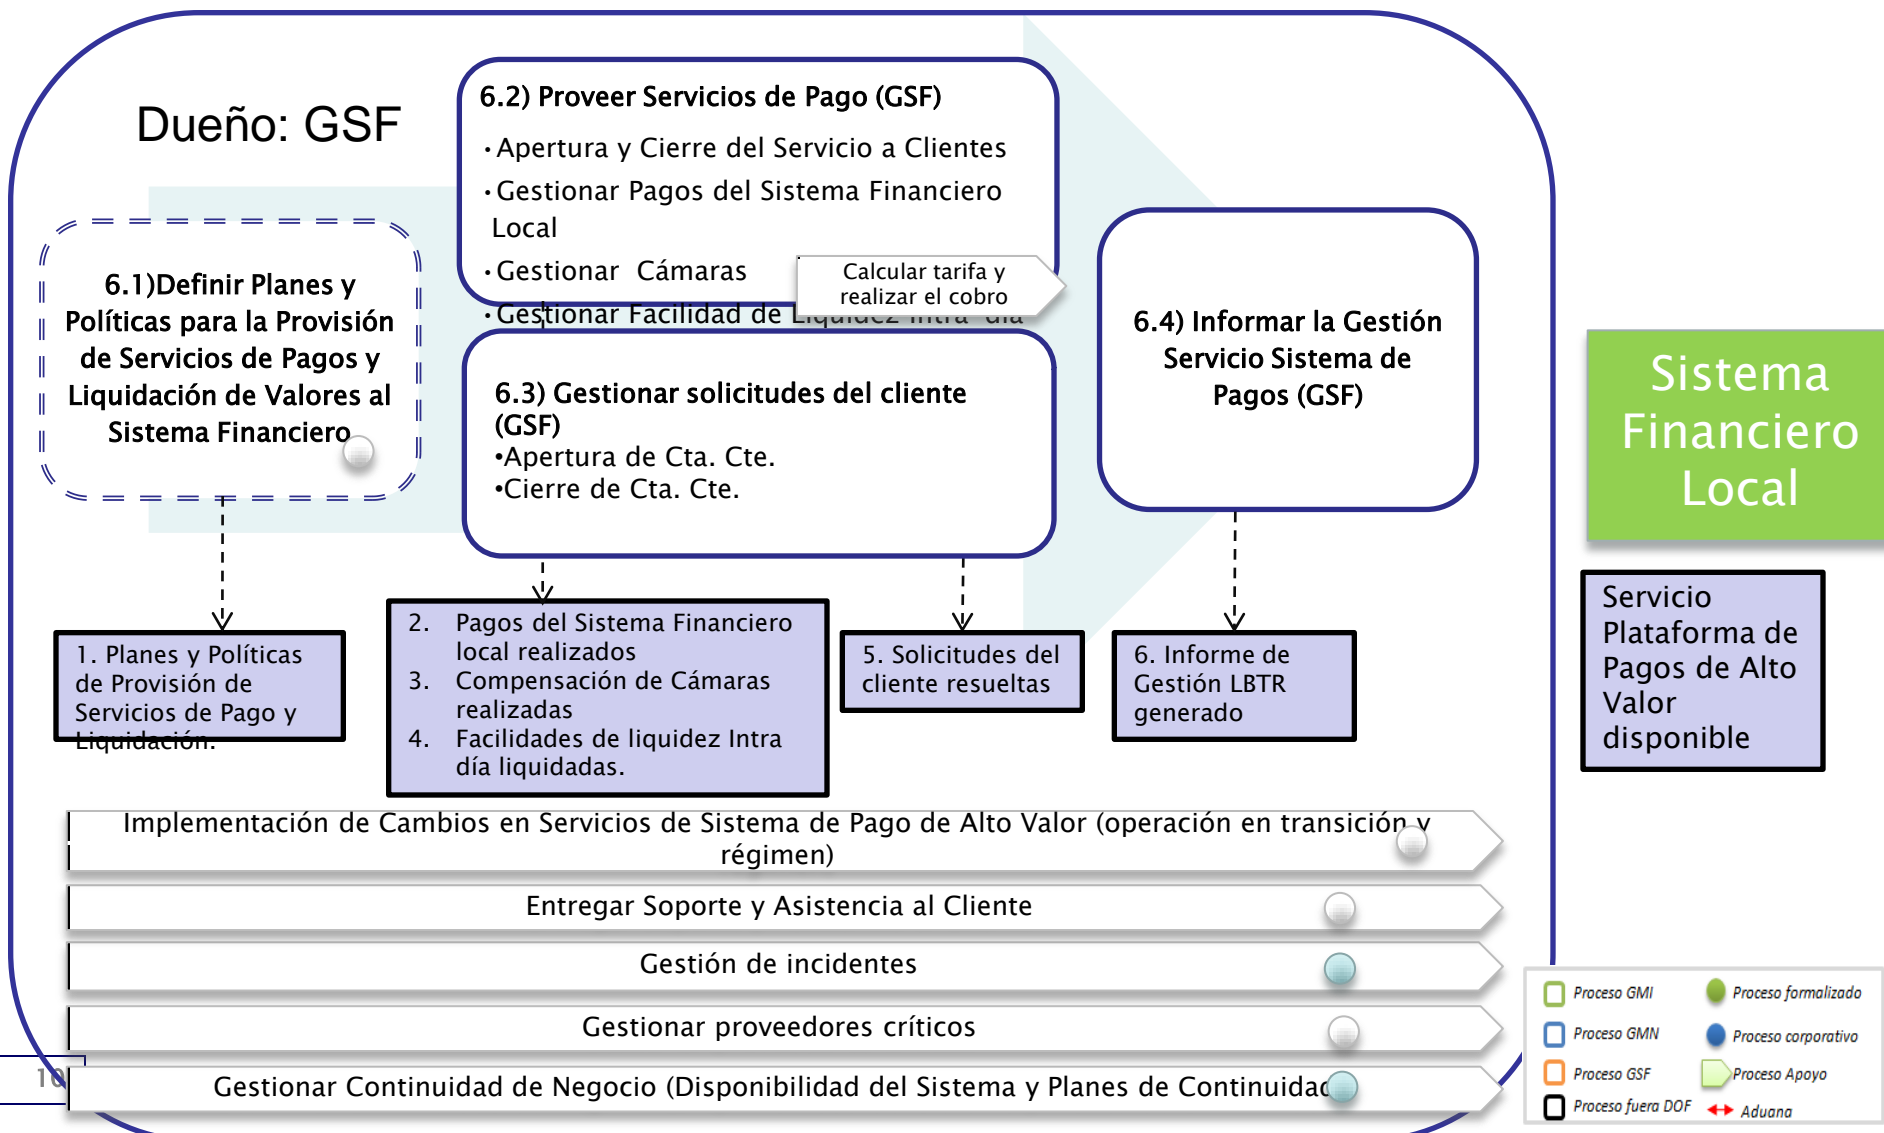 Dueño: GSF
6.2) Proveer Servicios de Pago (GSF)
•Apertura y Cierre del Servicio a Clientes
•Gestionar Pagos del Sistema Financiero
Local
•Gestionar Cámaras
•Gestionar Facilidad de Liquidez Intra día
Calcular tarifa y
realizar el cobro
6.1)Definir Planes y
Políticas para la Provisión
de Servicios de Pagos y
Liquidación de Valores al
Sistema Financiero
6.3) Gestionar solicitudes del cliente
(GSF)
•Apertura de Cta. Cte.
•Cierre de Cta. Cte.
6.4) Informar la Gestión
Servicio Sistema de
Pagos (GSF)
Sistema
Financiero
Local
1. Planes y Políticas
de Provisión de
Servicios de Pago y
Liquidación.
2. Pagos del Sistema Financiero
local realizados
3. Compensación de Cámaras
realizadas
4. Facilidades de liquidez Intra
día liquidadas.
5. Solicitudes del
cliente resueltas
6. Informe de
Gestión LBTR
generado
Servicio
Plataforma de
Pagos de Alto
Valor
disponible
Implementación de Cambios en Servicios de Sistema de Pago de Alto Valor (operación en transición y
régimen)
Entregar Soporte y Asistencia al Cliente
Gestión de incidentes
Gestionar proveedores críticos
Gestionar Continuidad de Negocio (Disponibilidad del Sistema y Planes de Continuidad
10
Proceso GMI
Proceso formalizado
Proceso GMN
Proceso corporativo
Proceso GSF
Proceso Apoyo
Proceso fuera DOF
Aduana